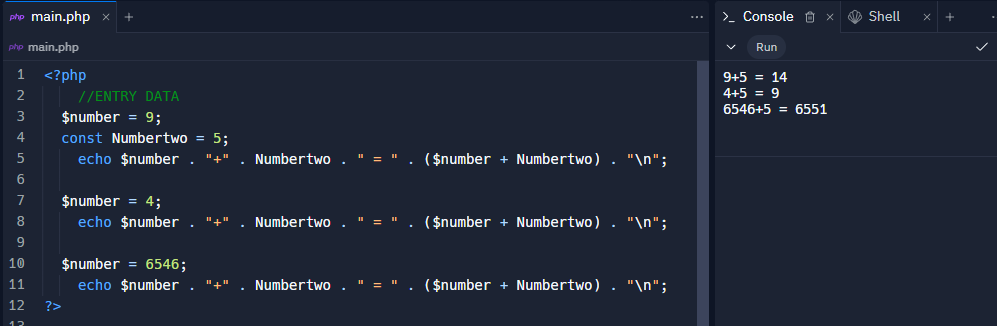 php main.php × +
php main.php
1 <?php
2 //ENTRY DATA
3 $number = 9;
4 const Numbertwo = 5;
5 echo $number . "+" . Numbertwo . " = " . ($number + Numbertwo) . "\n";
6
7 $number = 4;
8 echo $number . "+" . Numbertwo . " = " . ($number + Numbertwo) . "\n";
9
10 $number = 6546;
11 echo $number . "+" . Numbertwo . " = " . ($number + Numbertwo) . "\n";
12 ?>
13
>_ Console × Shell × +
Run
9+5 = 14
4+5 = 9
6546+5 = 6551